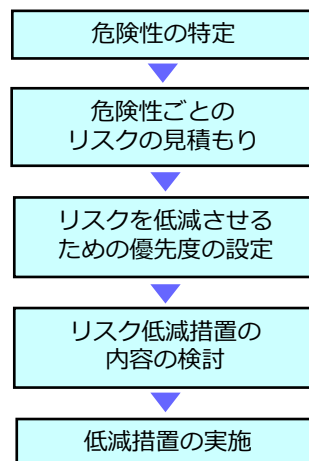 危険性の特定
危険性ごとの
リスクの見積もり
リスクを低減させる
ための優先度の設定
リスク低減措置の
内容の検討
低減措置の実施